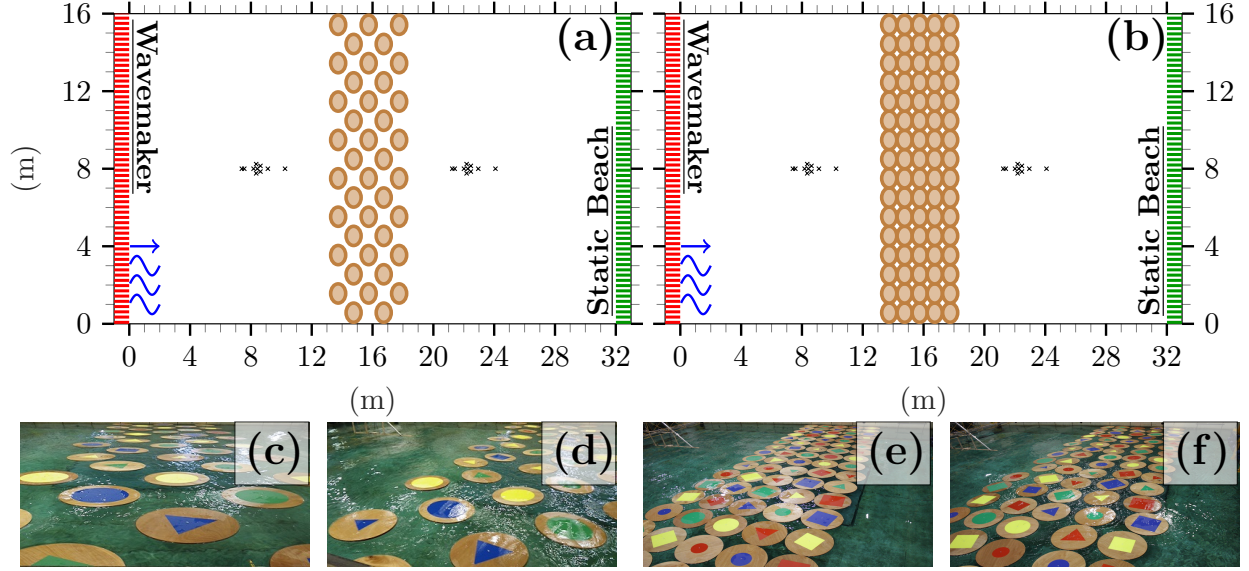 16
12
8
4
0
(m)
Wavemaker
(a)
Static Beach
0 4 8 12 16 20 24 28 32
(m)
Wavemaker
(b)
Static Beach
16
12
8
4
0
0 4 8 12 16 20 24 28 32
(m)
(c)
(d)
(e)
(f)